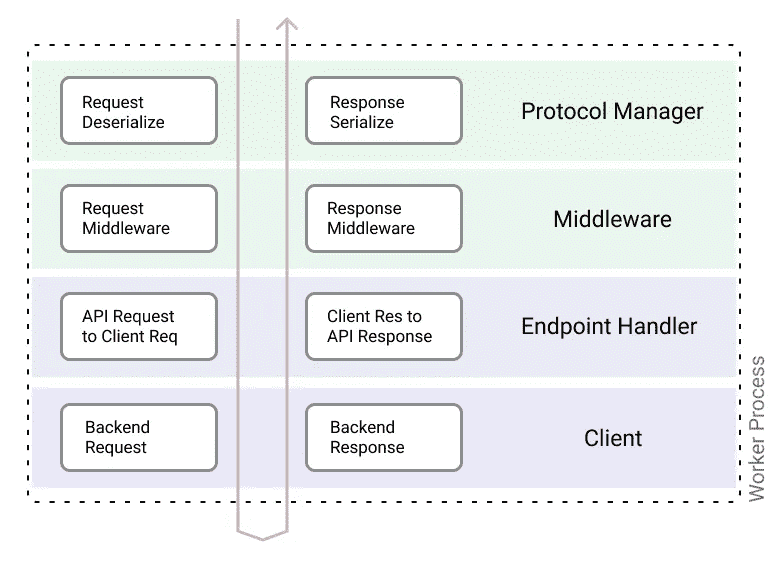 Request
Deserialize
Response
Serialize
Protocol Manager
Request
Middleware
Response
Middleware
Middleware
API Request
to Client Req
Client Res to
API Response
Endpoint Handler
Backend
Request
Backend
Response
Client
Worker Process